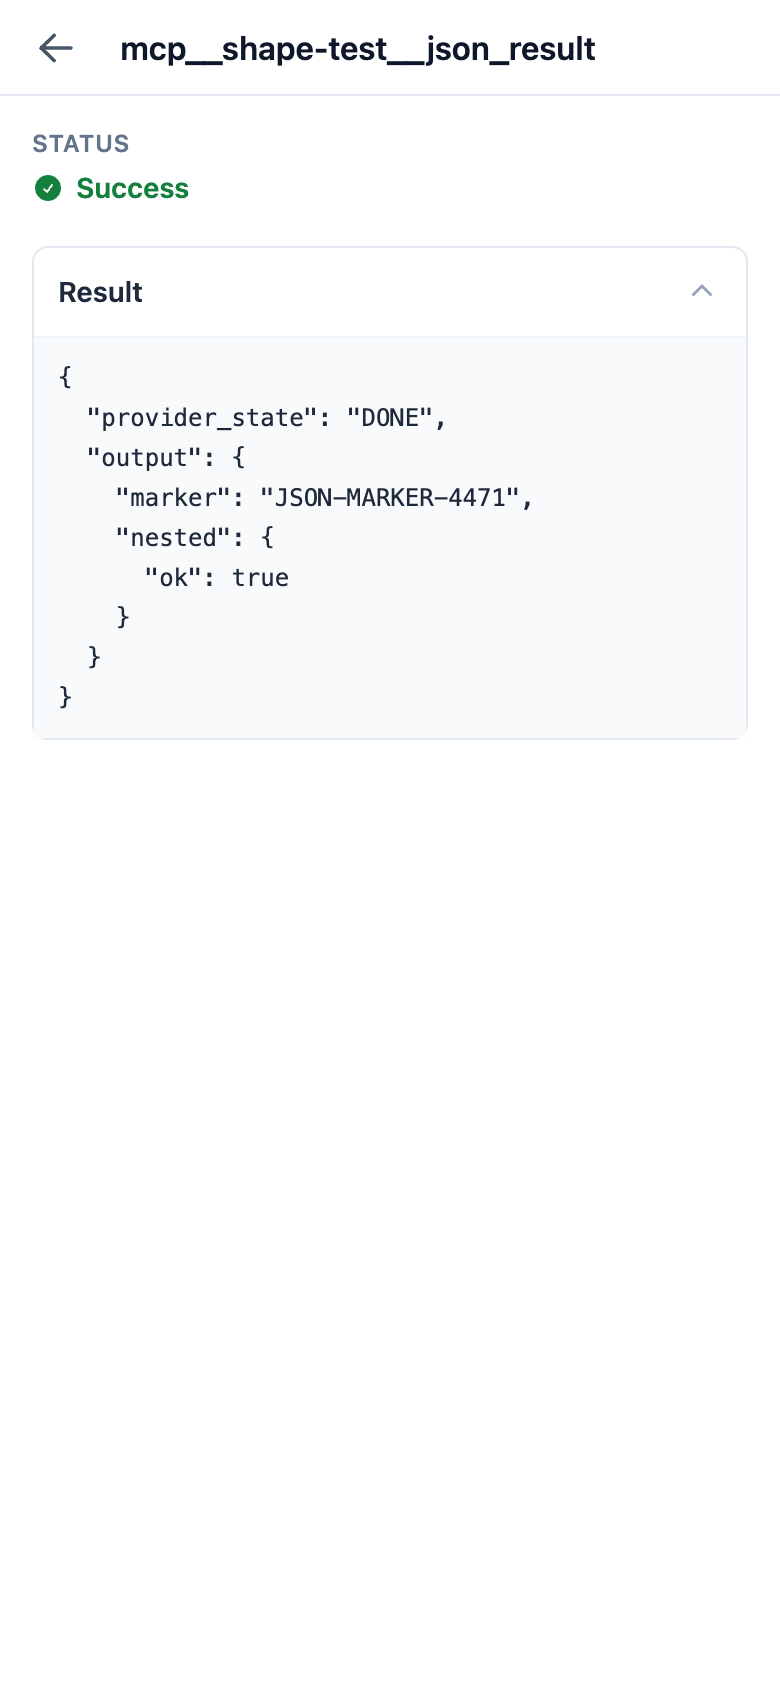 mcp__shape-test__json_result
STATUS
Success
Result
{
  "provider_state": "DONE",
  "output": {
    "marker": "JSON-MARKER-4471",
    "nested": {
      "ok": true
    }
  }
}